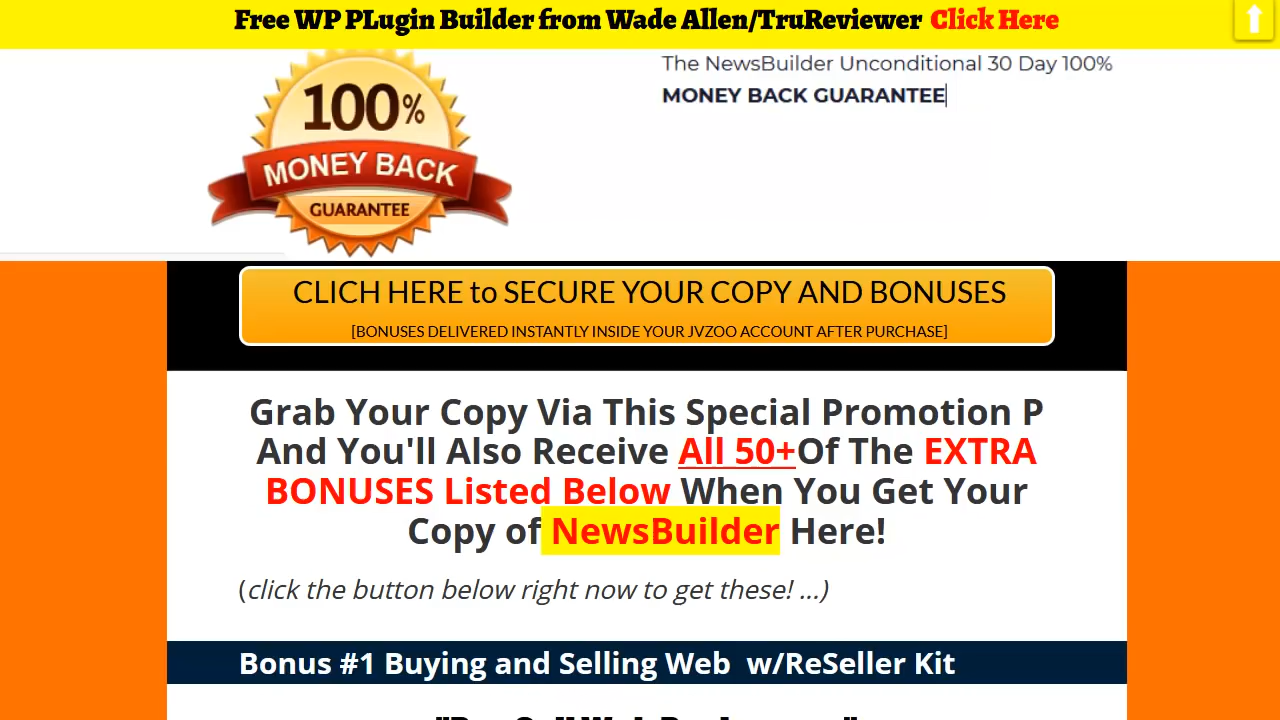 Free WP PLugin Builder from Wade Allen/TruReviewer Click Here
100%
MONEY BACK
GUARANTEE
The NewsBuilder Unconditional 30 Day 100%
MONEY BACK GUARANTEE
CLICH HERE to SECURE YOUR COPY AND BONUSES
[BONUSES DELIVERED INSTANTLY INSIDE YOUR JVZOO ACCOUNT AFTER PURCHASE]
Grab Your Copy Via This Special Promotion P
And You'll Also Receive All 50+Of The EXTRA
BONUSES Listed Below When You Get Your
Copy of NewsBuilder Here!
(click the button below right now to get these! ...)
Bonus #1 Buying and Selling Web w/ReSeller Kit